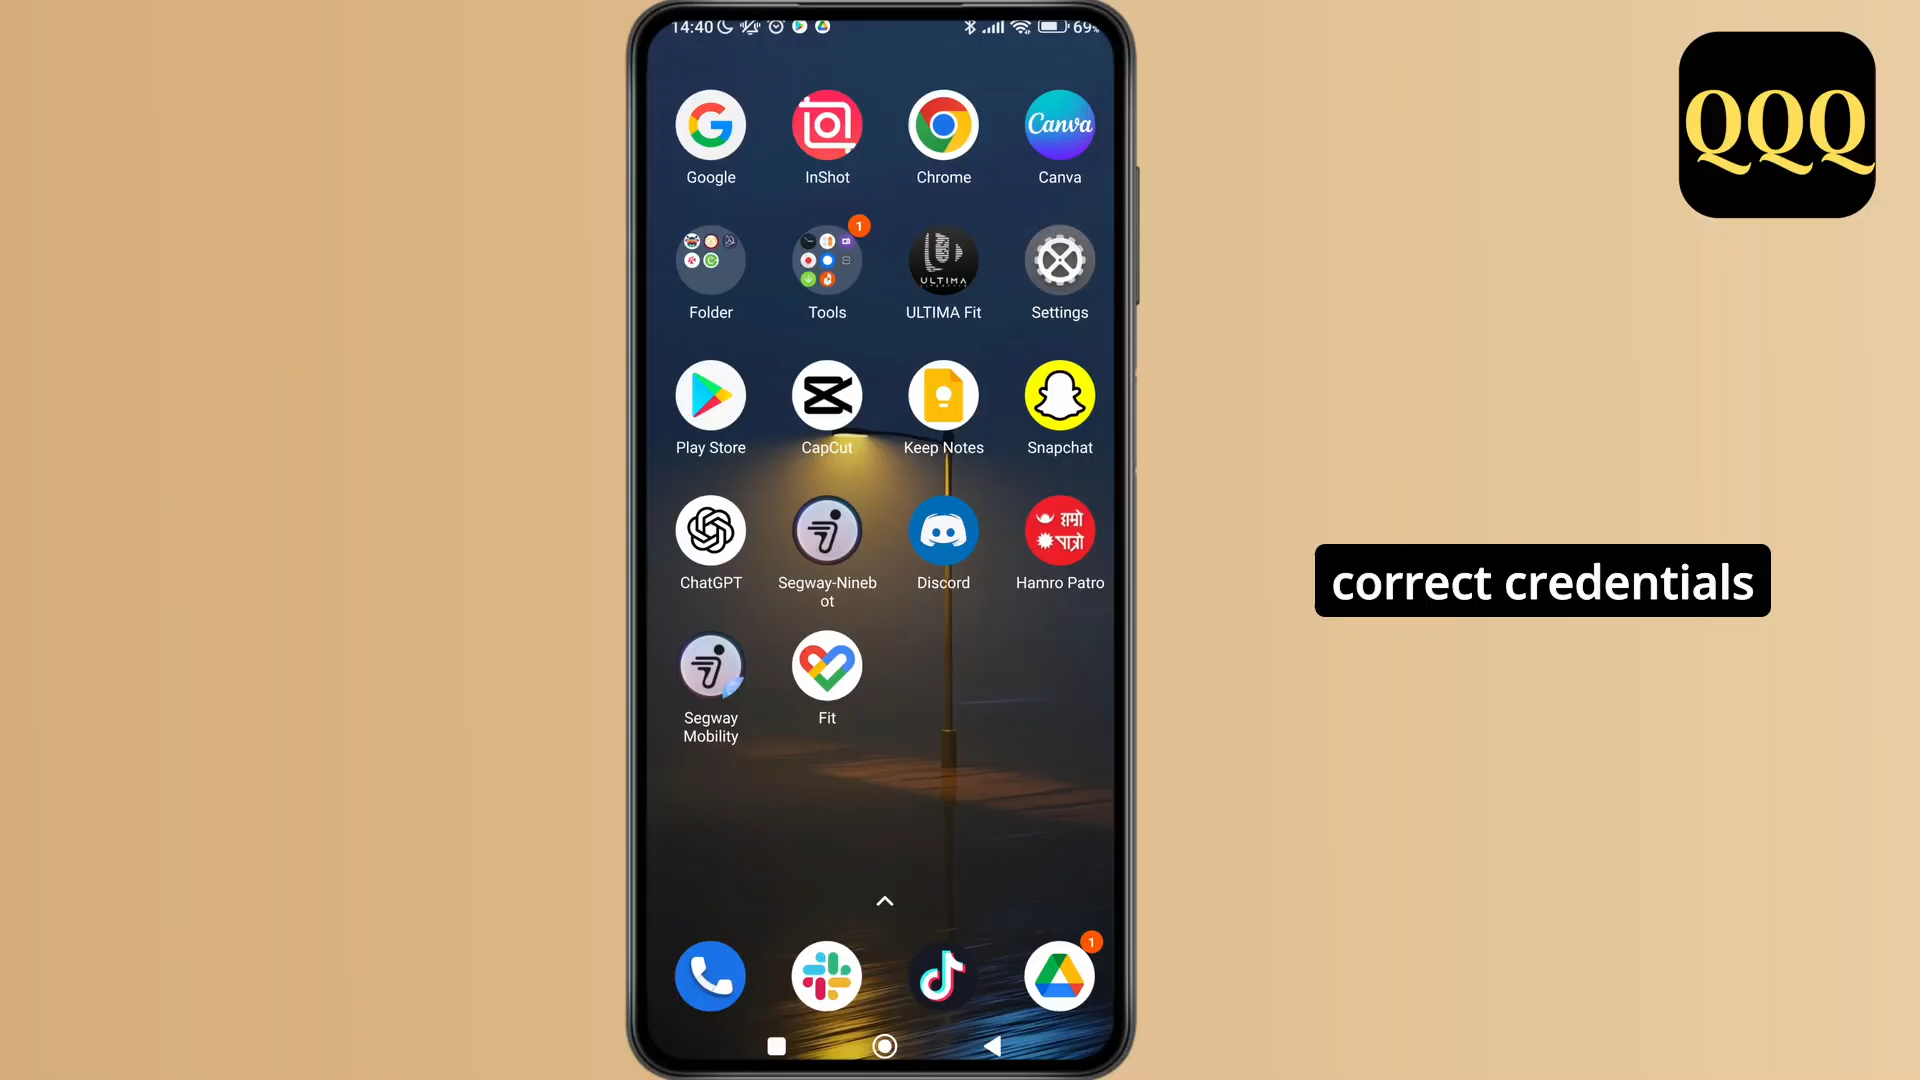 14:40
69%
QQQ
Google
InShot
Chrome
Canva
Canva
1
ULTIMA
Folder
Tools
ULTIMA Fit
Settings
Play Store
CapCut
Keep Notes
Snapchat
हाम्रो
पात्रो
ChatGPT
Segway-Nineb
ot
Discord
Hamro Patro
correct credentials
Segway
Mobility
Fit
1